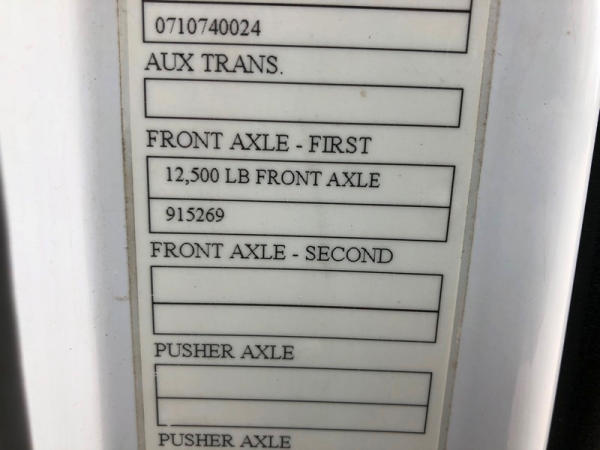 0710740024
AUX TRANS.
FRONT AXLE - FIRST
12,500 LB FRONT AXLE
915269
FRONT AXLE - SECOND
PUSHER AXLE
PUSHER AXLE